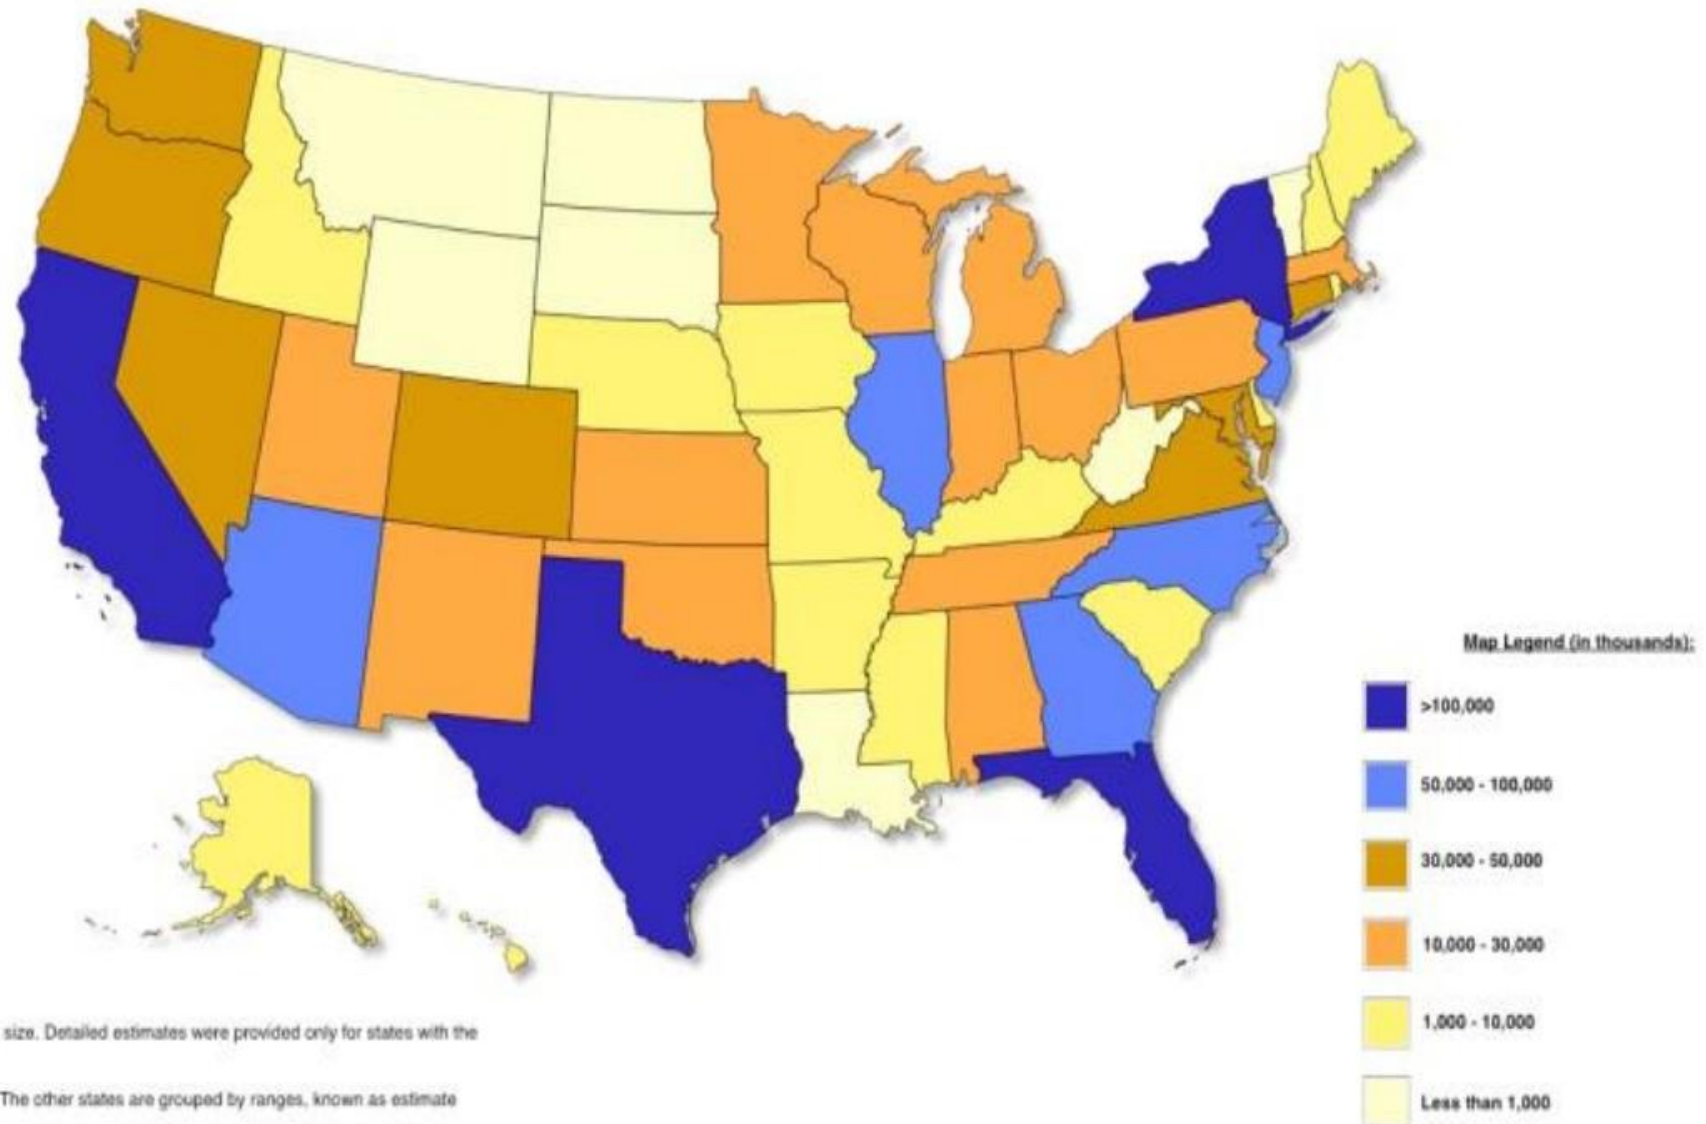 Map Legend (in thousands):
>100,000
50,000 - 100,000
30,000 - 50,000
10,000 - 30,000
1,000 - 10,000
Less than 1,000
size. Detailed estimates were provided only for states with the
The other states are grouped by ranges, known as estimate